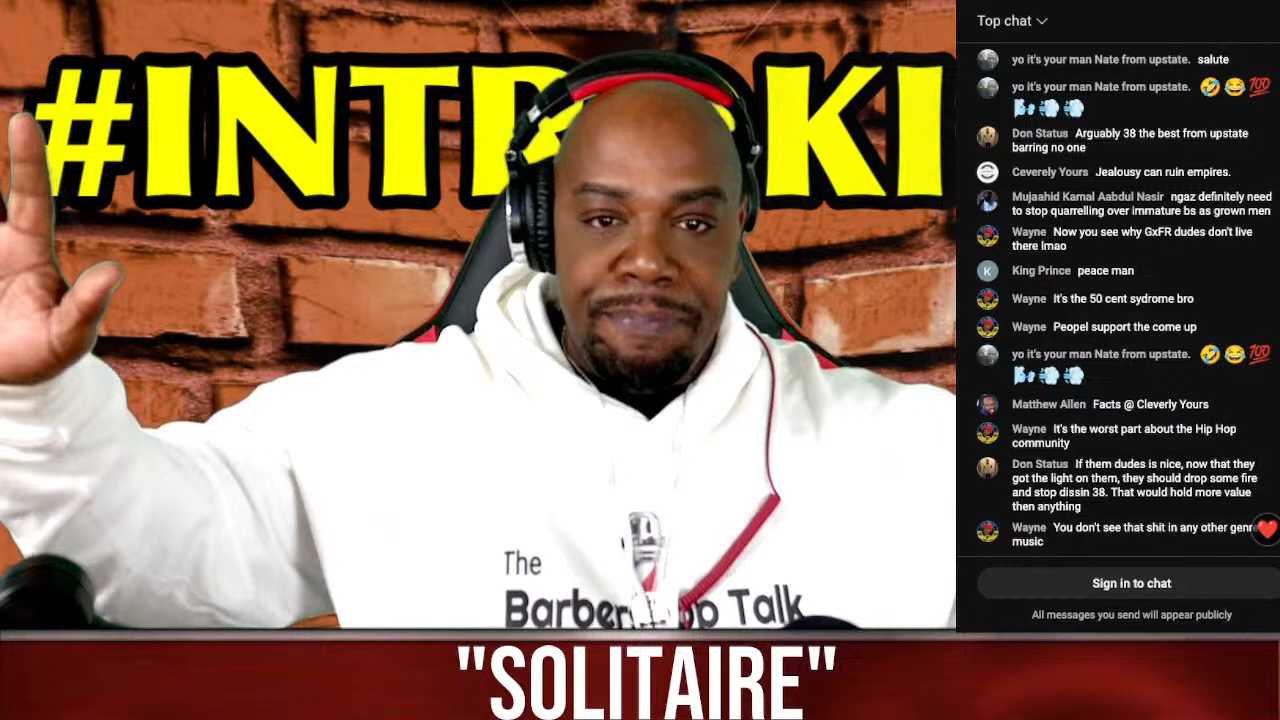 #INTR KI
The
Barber op Talk
"SOLITAIRE"
Top chat
yo it's your man Nate from upstate. salute
yo it's your man Nate from upstate. 🤣😂💯
🌬️💨💨
Don Status Arguably 38 the best from upstate
barring no one
Ceverely Yours Jealousy can ruin empires.
Mujaahid Kamal Aabdul Nasir ngaz definitely need
to stop quarrelling over immature bs as grown men
Wayne Now you see why GxFR dudes don't live
there lmao
K
King Prince peace man
Wayne It's the 50 cent sydrome bro
Wayne Peopel support the come up
yo it's your man Nate from upstate. 🤣😂💯
🌬️💨💨
Matthew Allen Facts @ Cleverly Yours
Wayne It's the worst part about the Hip Hop
community
Don Status If them dudes is nice, now that they
got the light on them, they should drop some fire
and stop dissin 38. That would hold more value
then anything
Wayne You don't see that shit in any other genre
music
Sign in to chat
All messages you send will appear publicly